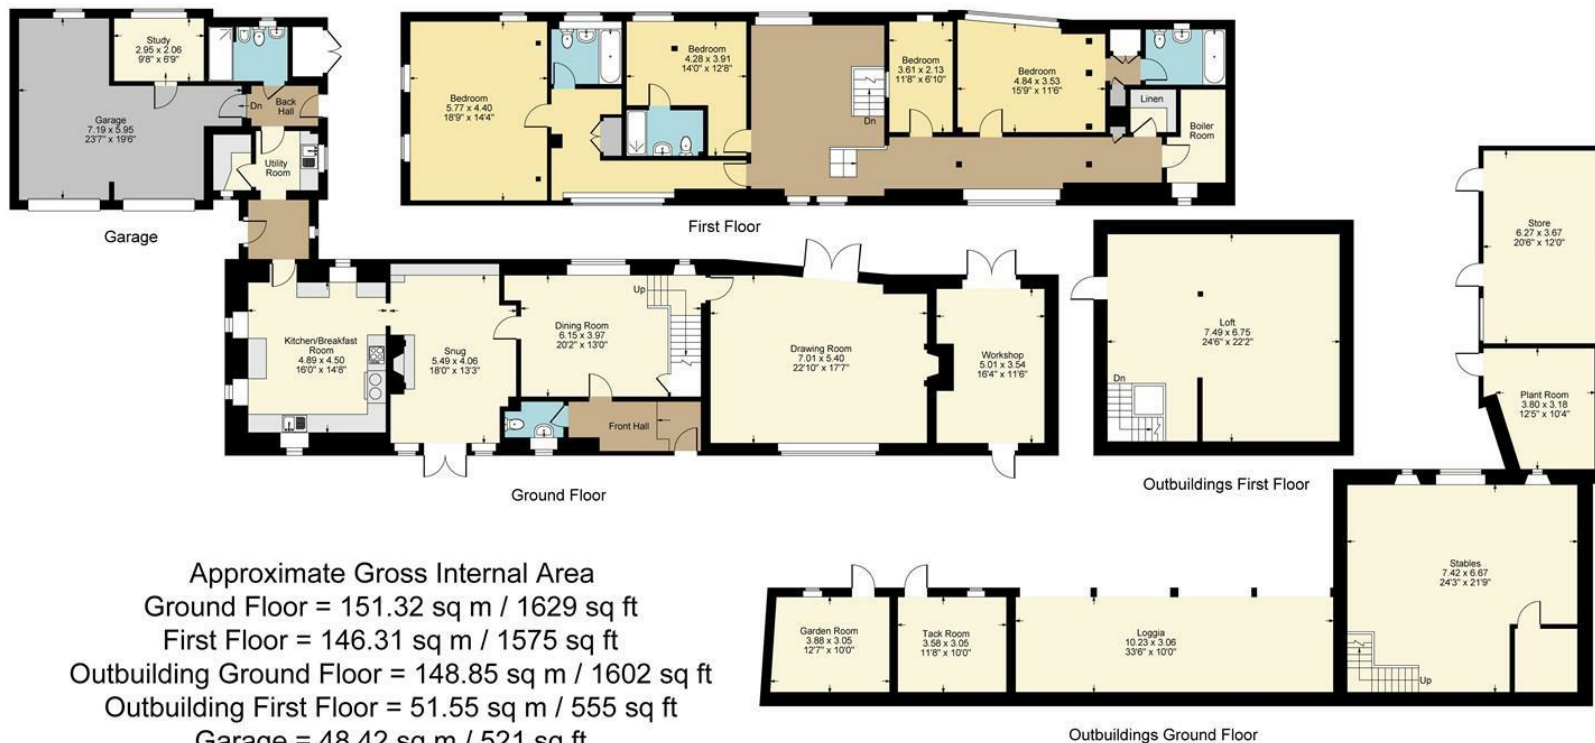 Study
2.95 x 2.06
9'8" x 6'9"
Garage
7.19 x 5.95
23'7" x 19'6"
Dn
Back
Hall
Utility
Room
Garage
Bedroom
5.77 x 4.40
18'9" x 14'4"
Bedroom
4.28 x 3.91
14'0" x 12'8"
Dn
Bedroom
3.61 x 2.13
11'8" x 6'10"
Bedroom
4.84 x 3.53
15'9" x 11'6"
Linen
Boiler
Room
First Floor
Kitchen/Breakfast
Room
4.89 x 4.50
16'0" x 14'8"
Snug
5.49 x 4.06
18'0" x 13'3"
Dining Room
6.15 x 3.97
20'2" x 13'0"
Up
Front Hall
Drawing Room
7.01 x 5.40
22'10" x 17'7"
Workshop
5.01 x 3.54
16'4" x 11'6"
Ground Floor
Loft
7.49 x 6.75
24'6" x 22'2"
Dn
Outbuildings First Floor
Store
6.27 x 3.67
20'6" x 12'0"
Plant Room
3.80 x 3.18
12'5" x 10'4"
Stables
7.42 x 6.67
24'3" x 21'9"
Up
Garden Room
3.88 x 3.05
12'7" x 10'0"
Tack Room
3.58 x 3.05
11'8" x 10'0"
Loggia
10.23 x 3.06
33'6" x 10'0"
Outbuildings Ground Floor
Approximate Gross Internal Area
Ground Floor = 151.32 sq m / 1629 sq ft
First Floor = 146.31 sq m / 1575 sq ft
Outbuilding Ground Floor = 148.85 sq m / 1602 sq ft
Outbuilding First Floor = 51.55 sq m / 555 sq ft
Garage = 48.42 sq m / 521 sq ft